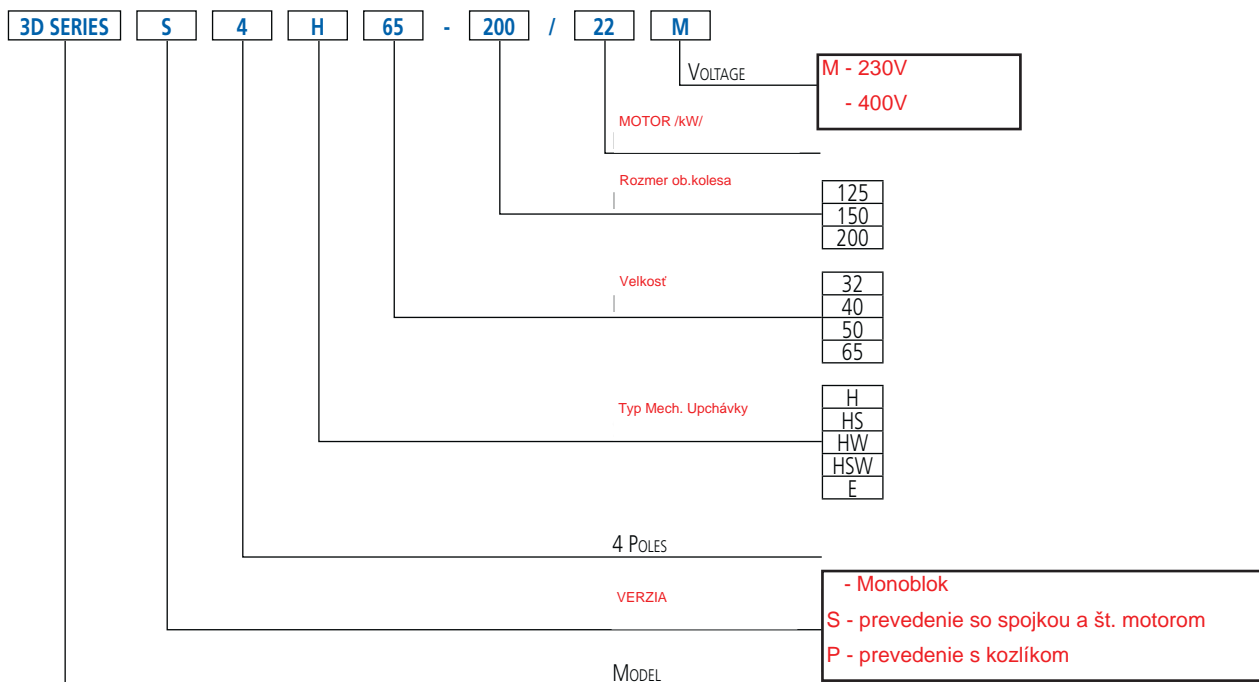 3D SERIES S 4 H 65 - 200 / 22 M
VOLTAGE
M - 230V
- 400V
MOTOR /kW/
Rozmer ob.kolesa
125
150
200
Velkosť
32
40
50
65
Typ Mech. Upchávky
H
HS
HW
HSW
E
4 POLES
VERZIA
- Monoblok
S - prevedenie so spojkou a št. motorom
P - prevedenie s kozlíkom
MODEL